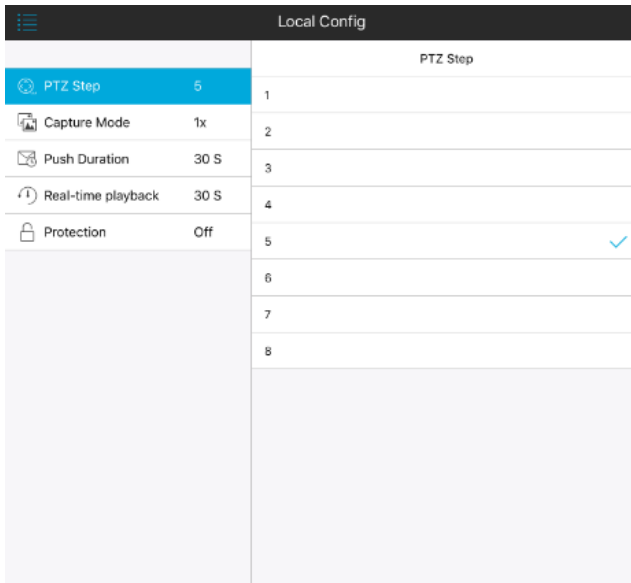 Local Config
PTZ Step 5
Capture Mode 1x
Push Duration 30 S
Real-time playback 30 S
Protection Off
PTZ Step
1
2
3
4
5
6
7
8